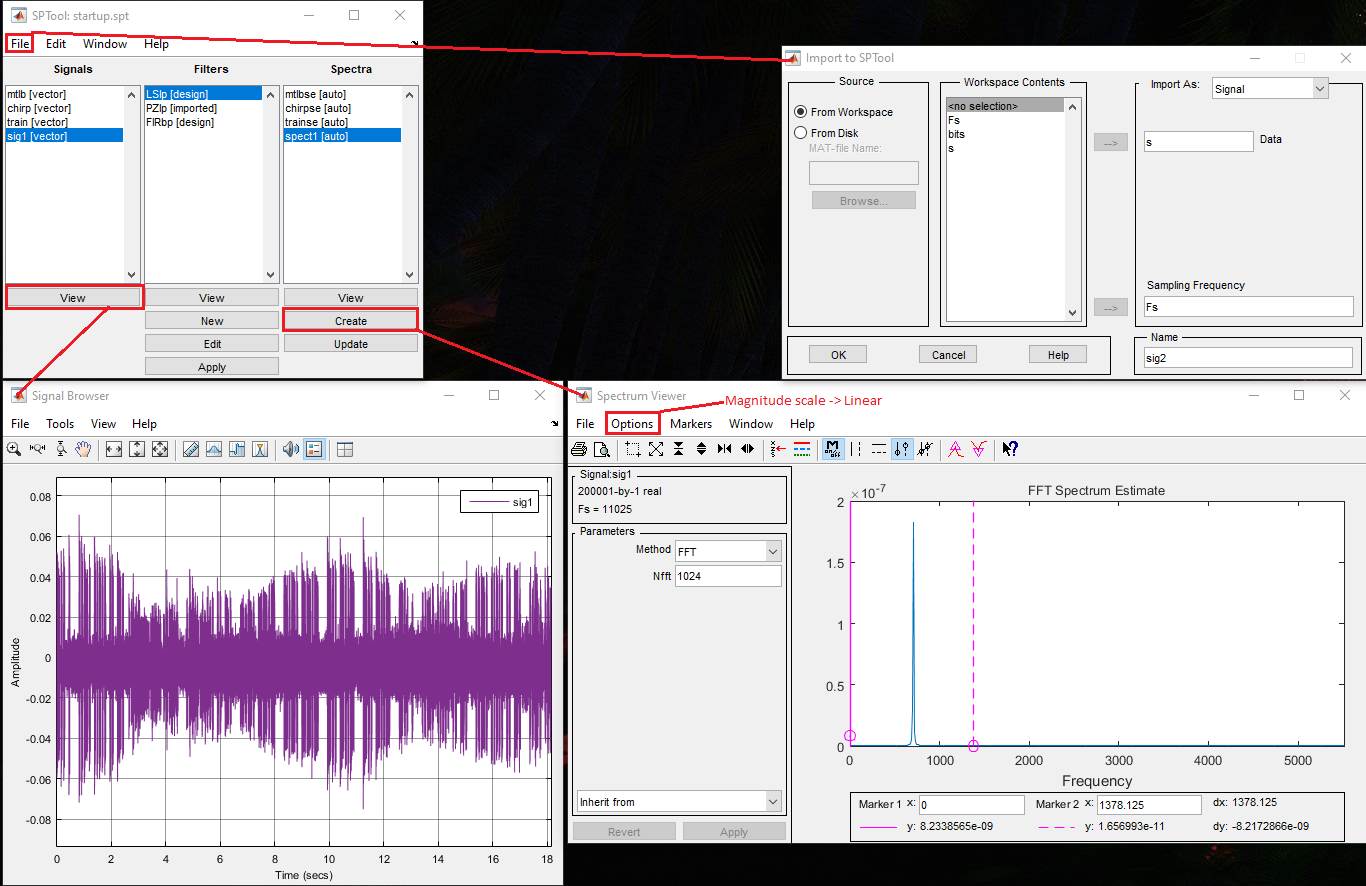 SPTool: startup.spt
File Edit Window Help
Signals
mtlb [vector]
chirp [vector]
train [vector]
sig1 [vector]
View
Filters
LSlp [design]
PZlp [imported]
FIRbp [design]
View
New
Edit
Apply
Spectra
mtlbse [auto]
chirpse [auto]
trainse [auto]
spect1 [auto]
View
Create
Update
Import to SPTool
Source
From Workspace
From Disk
MAT-file Name:
Browse...
Workspace Contents
<no selection>
Fs
bits
s
-->
-->
Import As: Signal
s Data
Sampling Frequency
Fs
Name
sig2
OK Cancel Help
Signal Browser
File Tools View Help
sig1
0.08
0.06
0.04
0.02
0
-0.02
-0.04
-0.06
-0.08
Amplitude
0 2 4 6 8 10 12 14 16 18
Time (secs)
Spectrum Viewer
Magnitude scale -> Linear
File Options Markers Window Help
Signal:sig1
200001-by-1 real
Fs = 11025
Parameters
Method FFT
Nfft 1024
Inherit from
Revert Apply
FFT Spectrum Estimate
×10-7
2
1.5
1
0.5
0
0 1000 2000 3000 4000 5000
Frequency
Marker 1 x: 0 Marker 2 x: 1378.125 dx: 1378.125
y: 8.2338565e-09 y: 1.656993e-11 dy: -8.2172866e-09